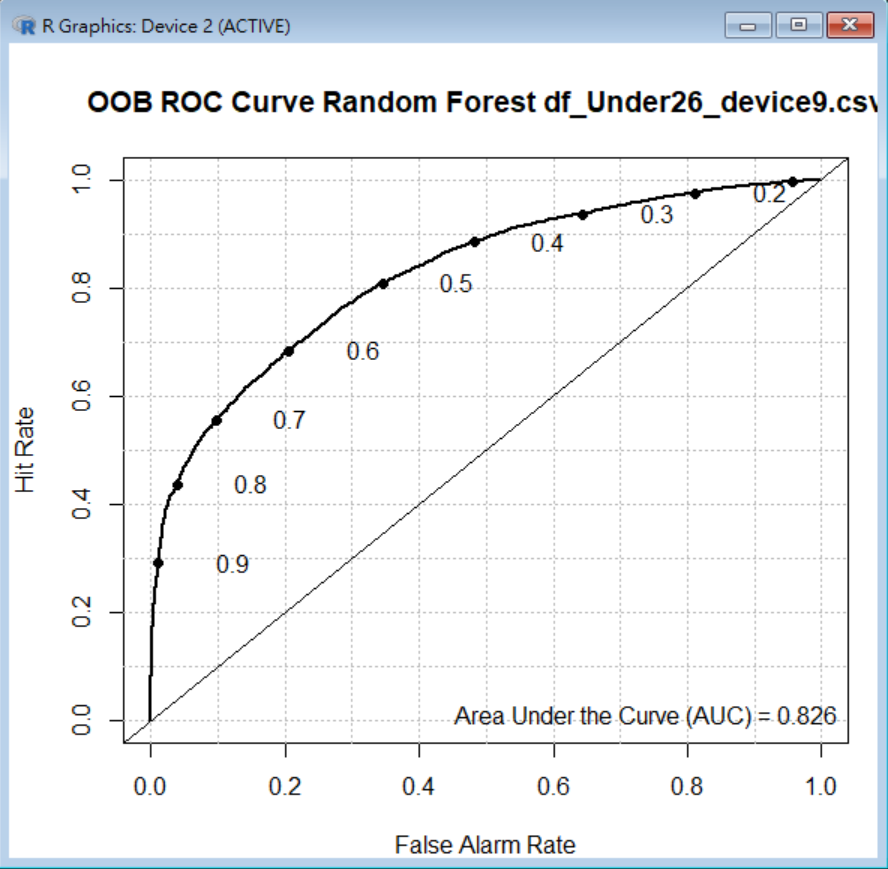 R Graphics: Device 2 (ACTIVE)
OOB ROC Curve Random Forest df_Under26_device9.csv
1.0
0.8
0.6
0.4
0.2
0.0
Hit Rate
0.2
0.3
0.4
0.5
0.6
0.7
0.8
0.9
Area Under the Curve (AUC) = 0.826
0.0 0.2 0.4 0.6 0.8 1.0
False Alarm Rate